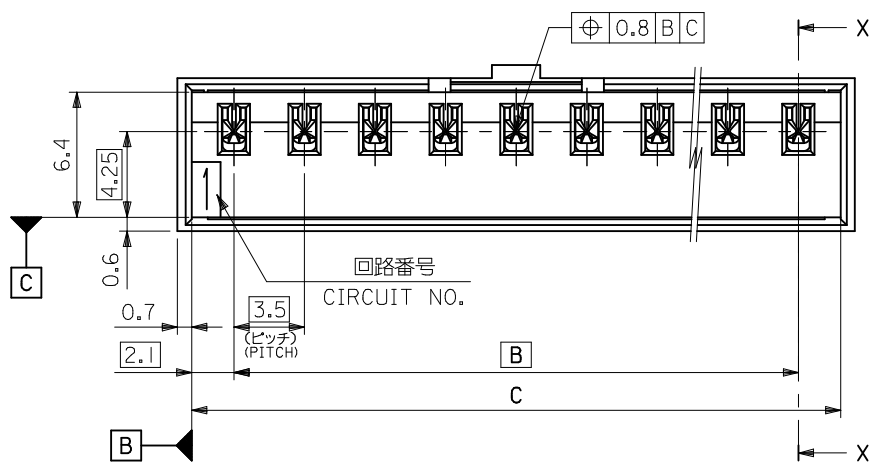 ⌖ 0.8 B C
X
6.4
4.25
1
C
0.6
回路番号
CIRCUIT NO.
0.7
3.5
(ピッチ)
(PITCH)
2.1
B
C
B
X